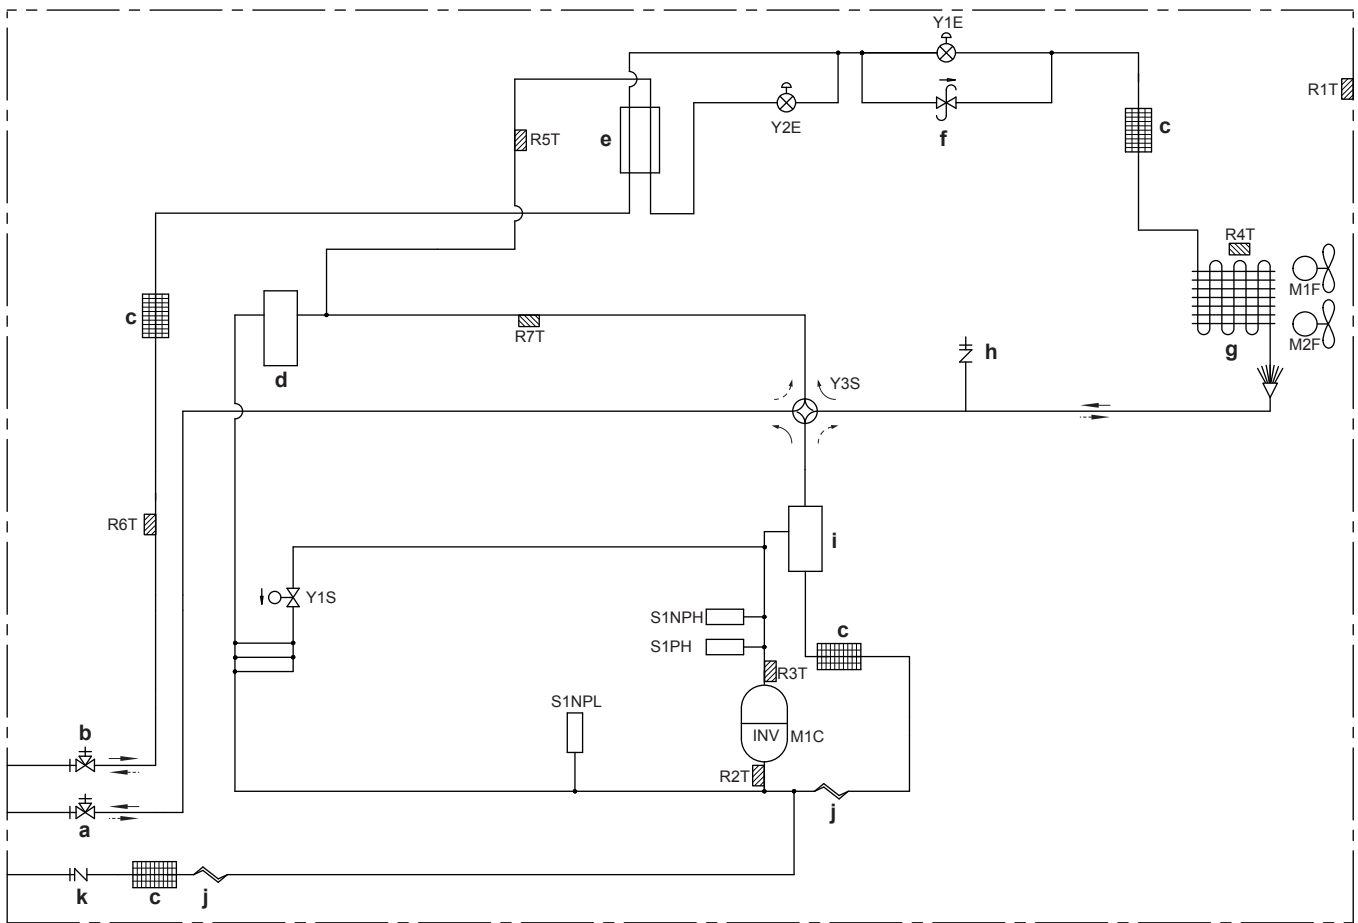 Y1E
R1T
c
Y2E
f
R5T
e
R4T
M1F
c
R7T
h
g
M2F
d
Y3S
R6T
i
Y1S
S1NPH
c
S1PH
R3T
S1NPL
b
INV
M1C
R2T
j
a
k
c
j